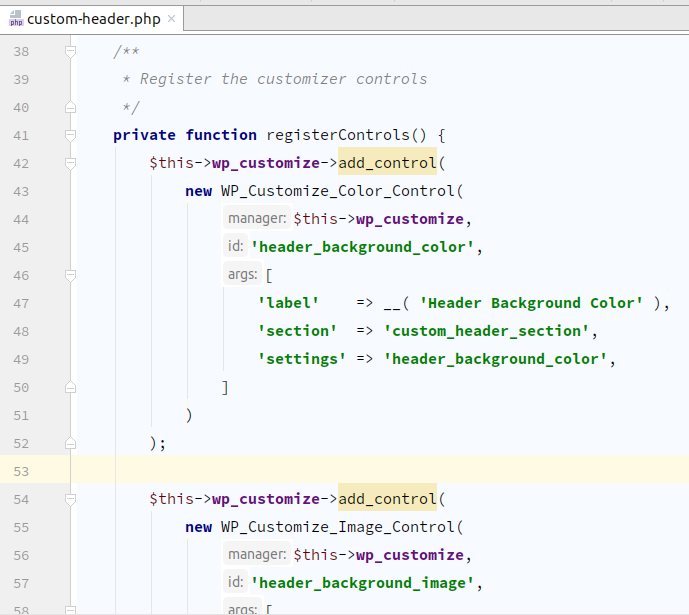 php custom-header.php ×
38 /**
39 * Register the customizer controls
40 */
41 private function registerControls() {
42 $this->wp_customize->add_control(
43 new WP_Customize_Color_Control(
44 manager: $this->wp_customize,
45 id: 'header_background_color',
46 args: [
47 'label'    => __( 'Header Background Color' ),
48 'section'  => 'custom_header_section',
49 'settings' => 'header_background_color',
50 ]
51 )
52 );
53
54 $this->wp_customize->add_control(
55 new WP_Customize_Image_Control(
56 manager: $this->wp_customize,
57 id: 'header_background_image',
58 args: [